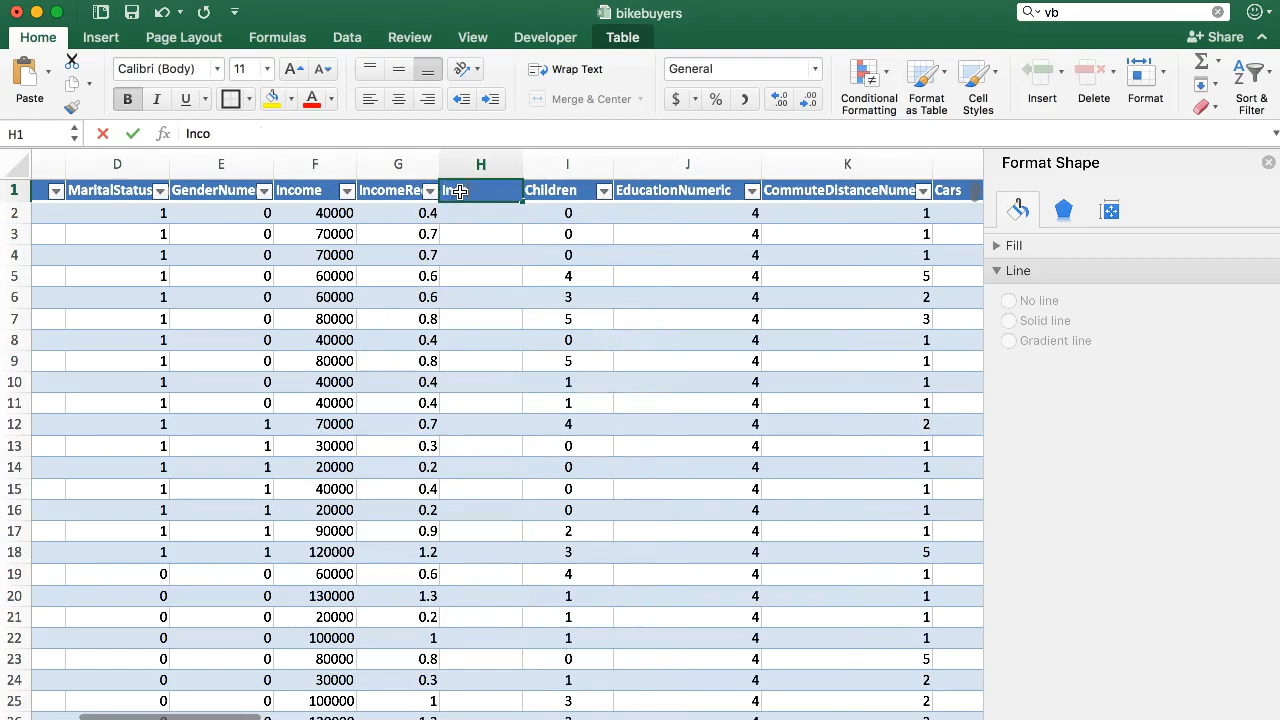 bikebuyers
vb
Home Insert Page Layout Formulas Data Review View Developer Table Share
Paste
Calibri (Body) 11
B I U
Wrap Text
Merge & Center
General
$ % 
Conditional Formatting
Format as Table
Cell Styles
Insert
Delete
Format
Sort & Filter
H1 fx Inco
D E F G H I J K
1 MaritalStatus GenderNume Income IncomeRe Children EducationNumeric CommuteDistanceNume Cars
2 1 0 40000 0.4 0 4 1
3 1 0 70000 0.7 0 4 1
4 1 0 70000 0.7 0 4 1
5 1 0 60000 0.6 4 4 5
6 1 0 60000 0.6 3 4 2
7 1 0 80000 0.8 5 4 3
8 1 0 40000 0.4 0 4 1
9 1 0 80000 0.8 5 4 1
10 1 0 40000 0.4 1 4 1
11 1 0 40000 0.4 1 4 1
12 1 1 70000 0.7 4 4 2
13 1 1 30000 0.3 0 4 1
14 1 1 20000 0.2 0 4 1
15 1 1 40000 0.4 0 4 1
16 1 1 20000 0.2 0 4 1
17 1 1 90000 0.9 2 4 1
18 1 1 120000 1.2 3 4 5
19 0 0 60000 0.6 4 4 1
20 0 0 130000 1.3 1 4 1
21 0 0 20000 0.2 1 4 1
22 0 0 100000 1 1 4 1
23 0 0 80000 0.8 0 4 5
24 0 0 30000 0.3 1 4 2
25 0 0 100000 1 3 4 2
Format Shape
Fill
Line
No line
Solid line
Gradient line